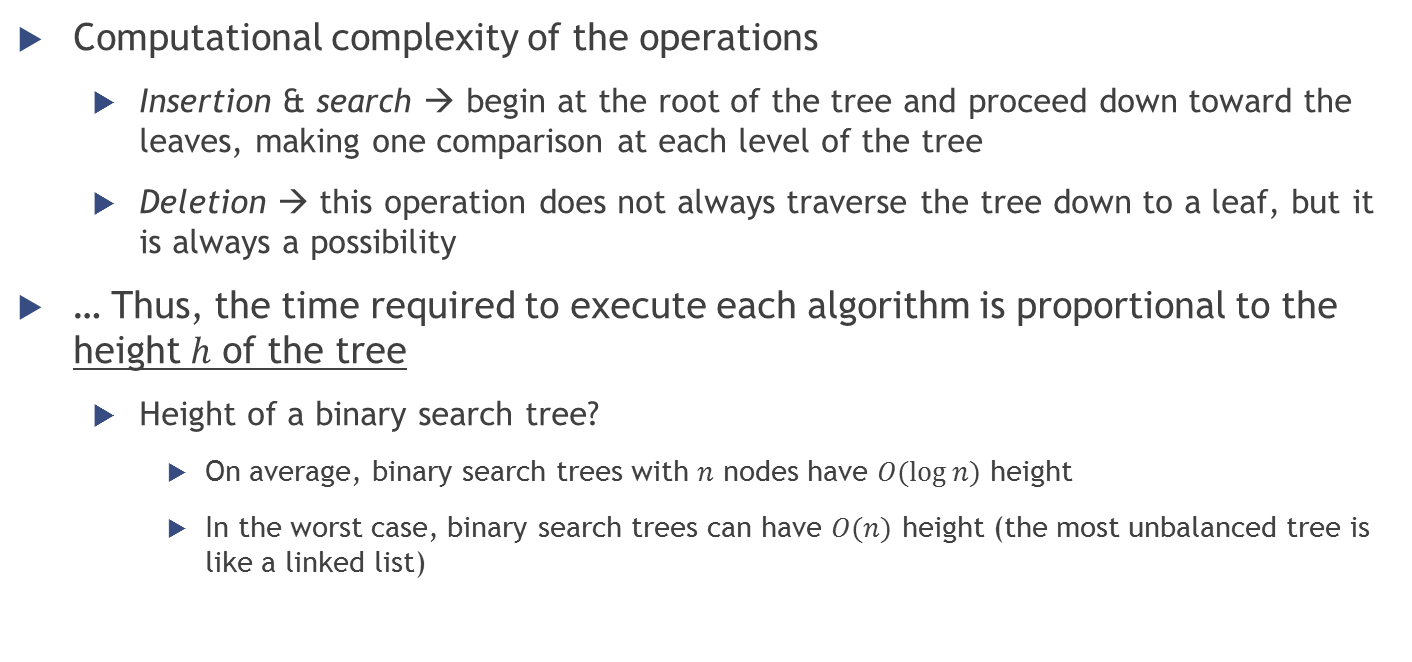 Computational complexity of the operations
Insertion & search → begin at the root of the tree and proceed down toward the
leaves, making one comparison at each level of the tree
Deletion → this operation does not always traverse the tree down to a leaf, but it
is always a possibility
... Thus, the time required to execute each algorithm is proportional to the
height h of the tree
Height of a binary search tree?
On average, binary search trees with n nodes have O(log n) height
In the worst case, binary search trees can have O(n) height (the most unbalanced tree is
like a linked list)